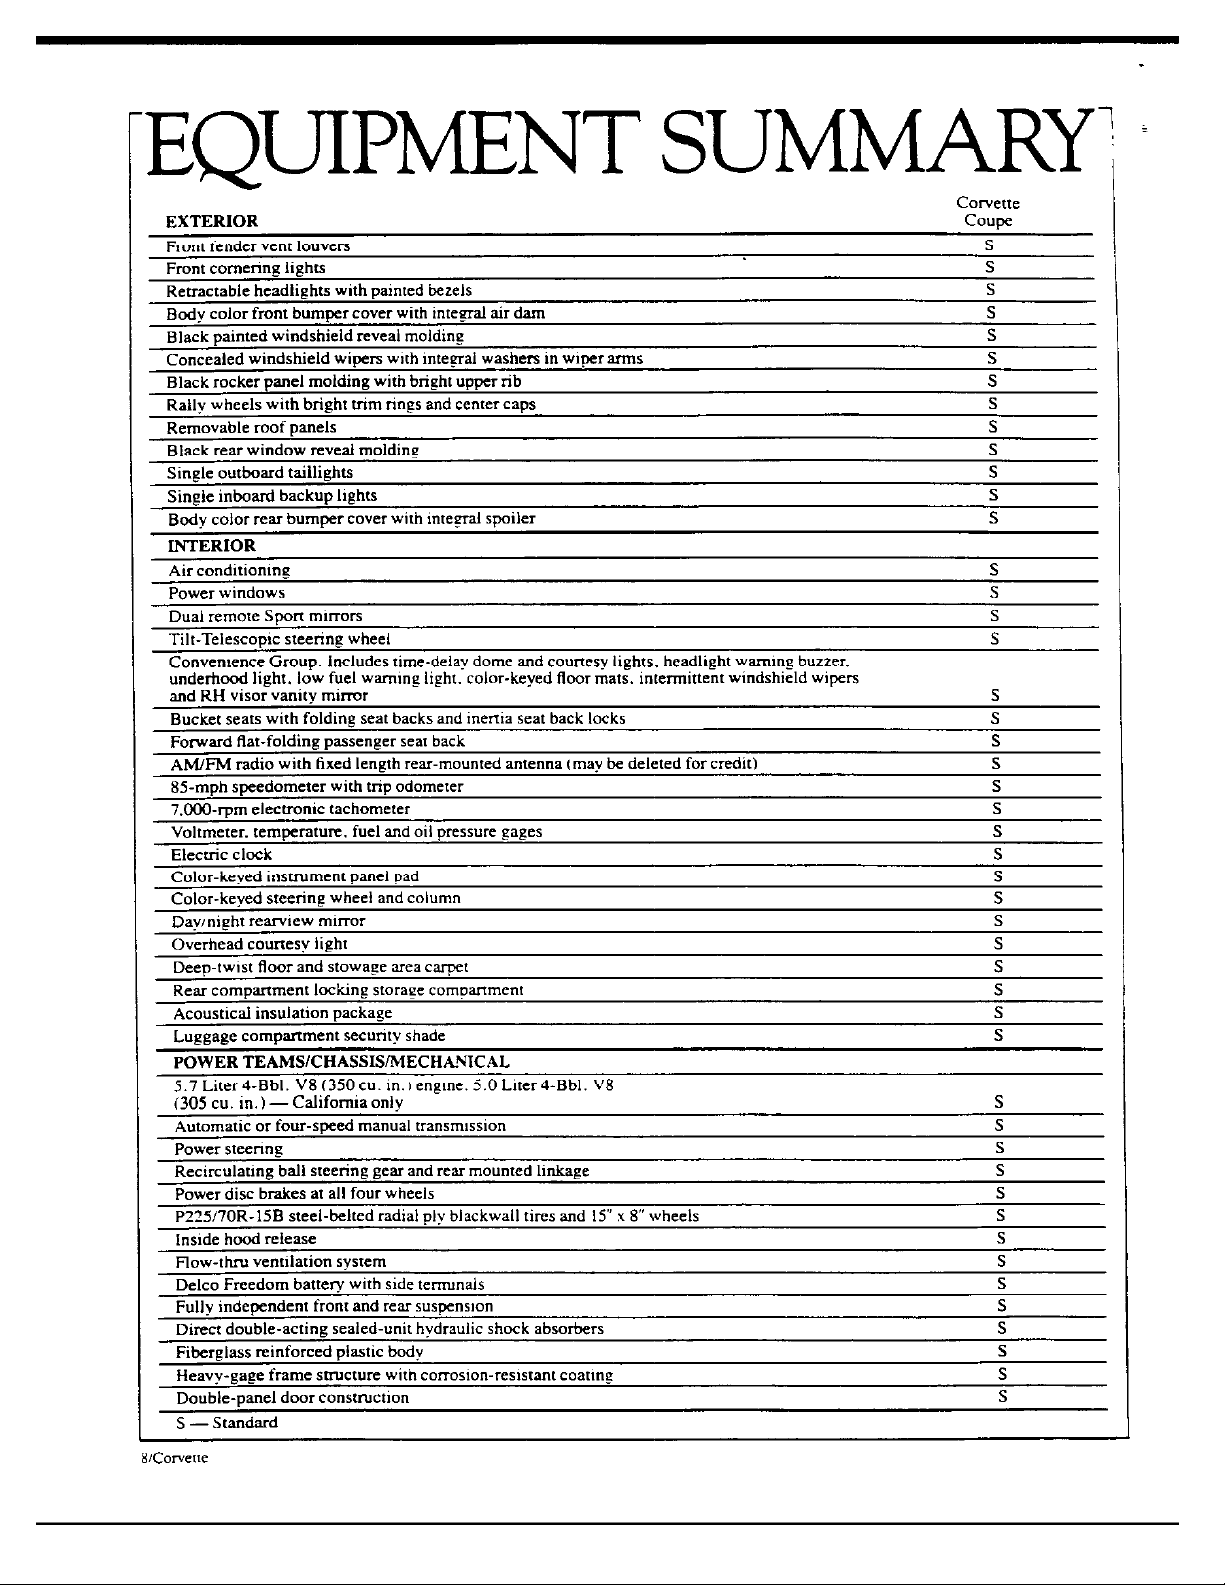 EQUIPMENT SUMMARY
Corvette
EXTERIOR Coupe
Front fender vent louvers S
Front cornering lights S
Retractable headlights with painted bezels S
Body color front bumper cover with integral air dam S
Black painted windshield reveal molding S
Concealed windshield wipers with integral washers in wiper arms S
Black rocker panel molding with bright upper rib S
Rally wheels with bright trim rings and center caps S
Removable roof panels S
Black rear window reveal molding S
Single outboard taillights S
Single inboard backup lights S
Body color rear bumper cover with integral spoiler S
INTERIOR
Air conditioning S
Power windows S
Dual remote Sport mirrors S
Tilt-Telescopic steering wheel S
Convenience Group. Includes time-delay dome and courtesy lights, headlight warning buzzer,
underhood light, low fuel warning light, color-keyed floor mats, intermittent windshield wipers
and RH visor vanity mirror S
Bucket seats with folding seat backs and inertia seat back locks S
Forward flat-folding passenger seat back S
AM/FM radio with fixed length rear-mounted antenna (may be deleted for credit) S
85-mph speedometer with trip odometer S
7,000-rpm electronic tachometer S
Voltmeter, temperature, fuel and oil pressure gages S
Electric clock S
Color-keyed instrument panel pad S
Color-keyed steering wheel and column S
Day/night rearview mirror S
Overhead courtesy light S
Deep-twist floor and stowage area carpet S
Rear compartment locking storage compartment S
Acoustical insulation package S
Luggage compartment security shade S
POWER TEAMS/CHASSIS/MECHANICAL
5.7 Liter 4-Bbl. V8 (350 cu. in.) engine. 5.0 Liter 4-Bbl. V8
(305 cu. in.) — California only S
Automatic or four-speed manual transmission S
Power steering S
Recirculating ball steering gear and rear mounted linkage S
Power disc brakes at all four wheels S
P225/70R-15B steel-belted radial ply blackwall tires and 15" x 8" wheels S
Inside hood release S
Flow-thru ventilation system S
Delco Freedom battery with side terminals S
Fully independent front and rear suspension S
Direct double-acting sealed-unit hydraulic shock absorbers S
Fiberglass reinforced plastic body S
Heavy-gage frame structure with corrosion-resistant coating S
Double-panel door construction S
S — Standard
8/Corvette